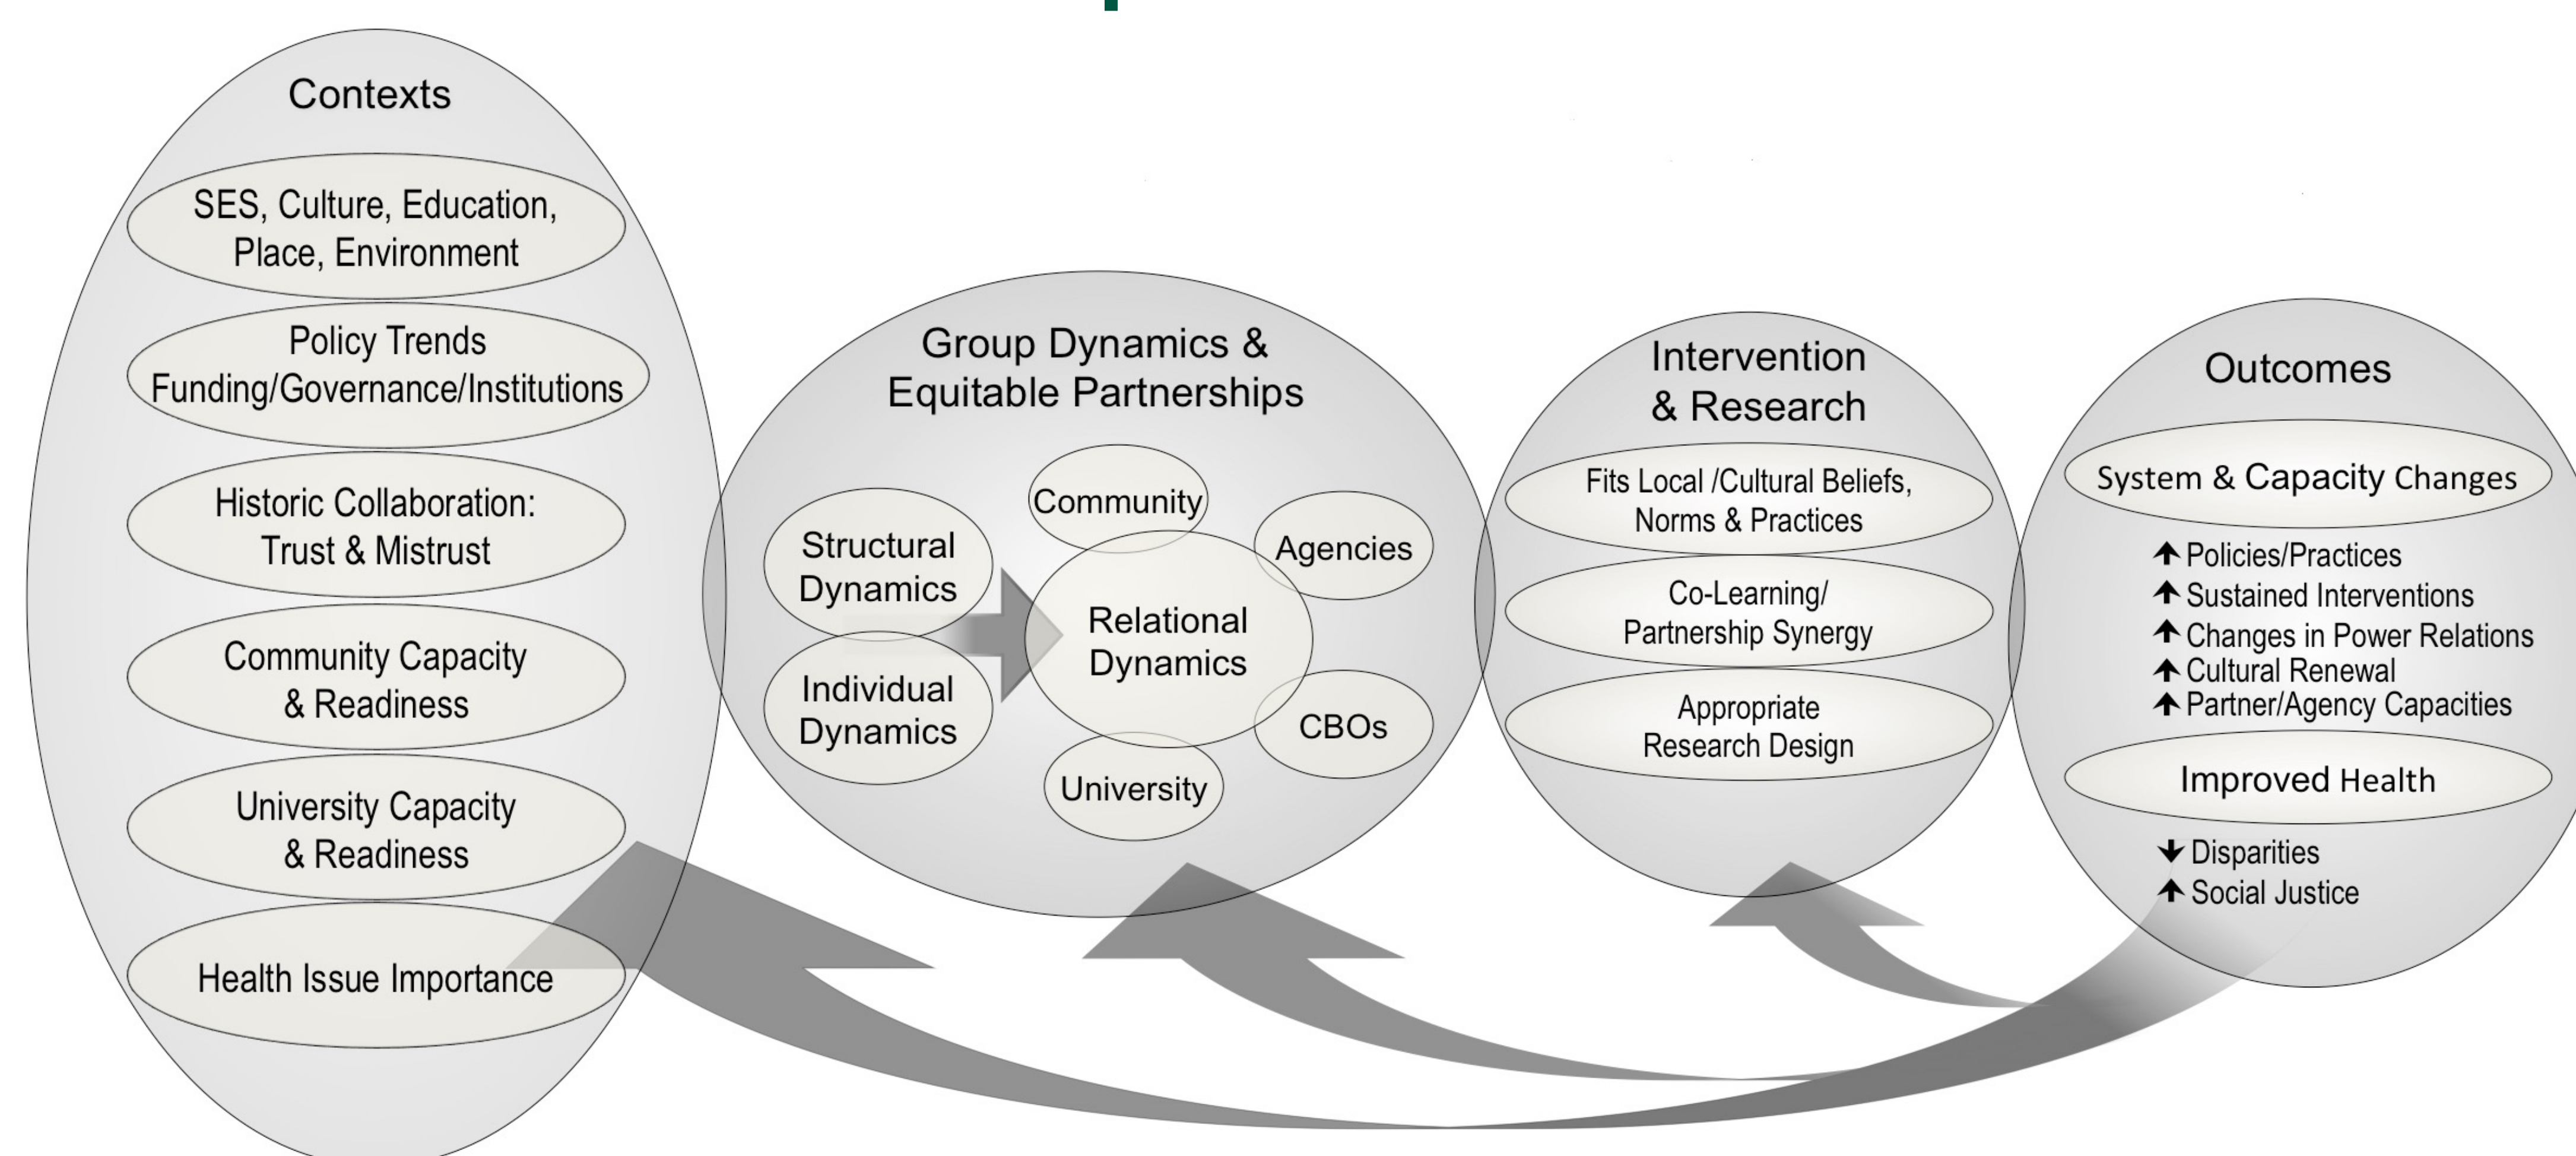 Contexts
SES, Culture, Education,
Place, Environment
Policy Trends
Funding/Governance/Institutions
Historic Collaboration:
Trust & Mistrust
Community Capacity
& Readiness
University Capacity
& Readiness
Health Issue Importance
Group Dynamics &
Equitable Partnerships
Structural
Dynamics
Individual
Dynamics
Community
Agencies
Relational
Dynamics
CBOs
University
Intervention
& Research
Fits Local /Cultural Beliefs,
Norms & Practices
Co-Learning/
Partnership Synergy
Appropriate
Research Design
Outcomes
System & Capacity Changes
Policies/Practices
Sustained Interventions
Changes in Power Relations
Cultural Renewal
Partner/Agency Capacities
Improved Health
Disparities
Social Justice